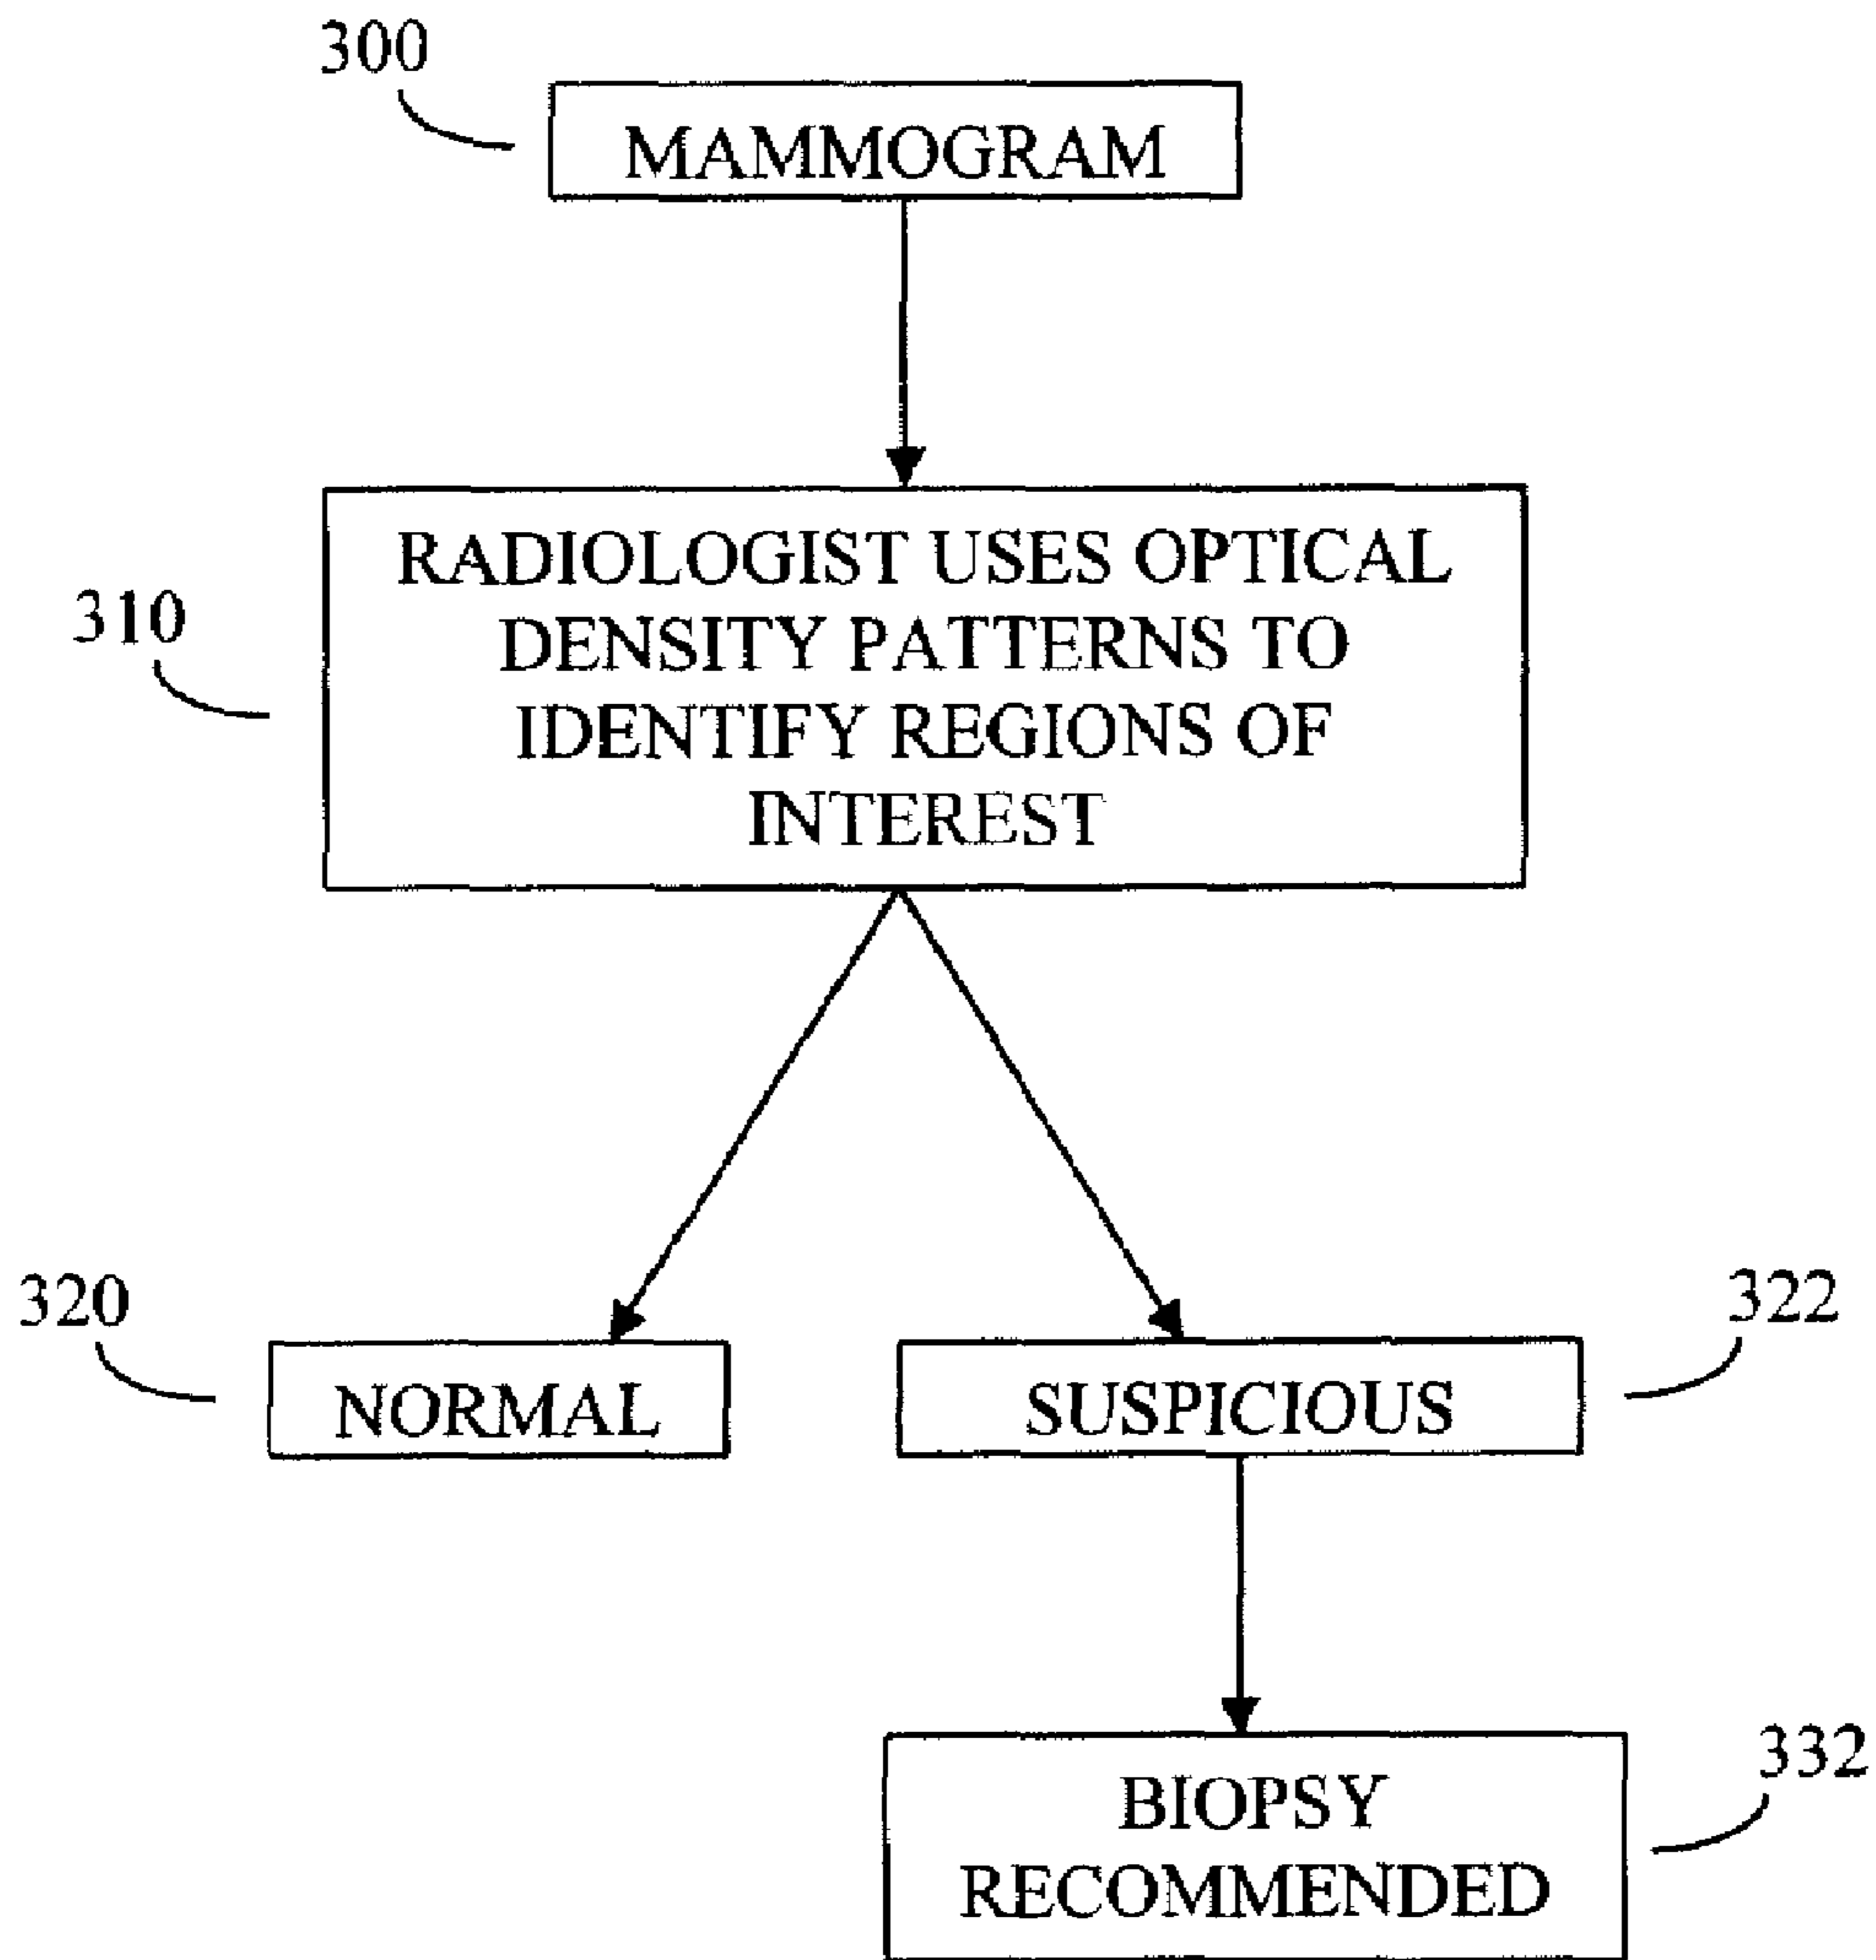 300
MAMMOGRAM
RADIOLOGIST USES OPTICAL
DENSITY PATTERNS TO
IDENTIFY REGIONS OF
INTEREST
310
320
NORMAL
SUSPICIOUS
322
BIOPSY
RECOMMENDED
332